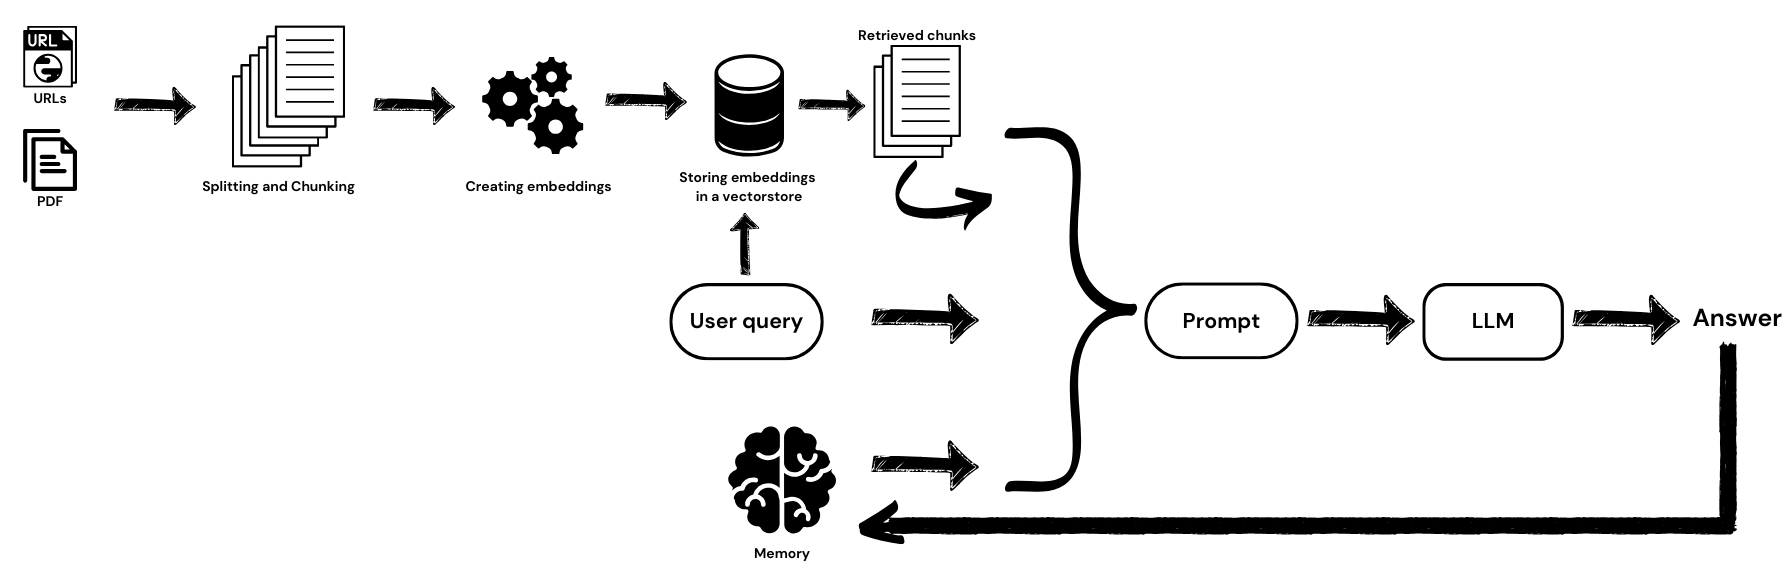 URL
URLs
PDF
Splitting and Chunking
Creating embeddings
Storing embeddings
in a vectorstore
Retrieved chunks
User query
Prompt
LLM
Answer
Memory